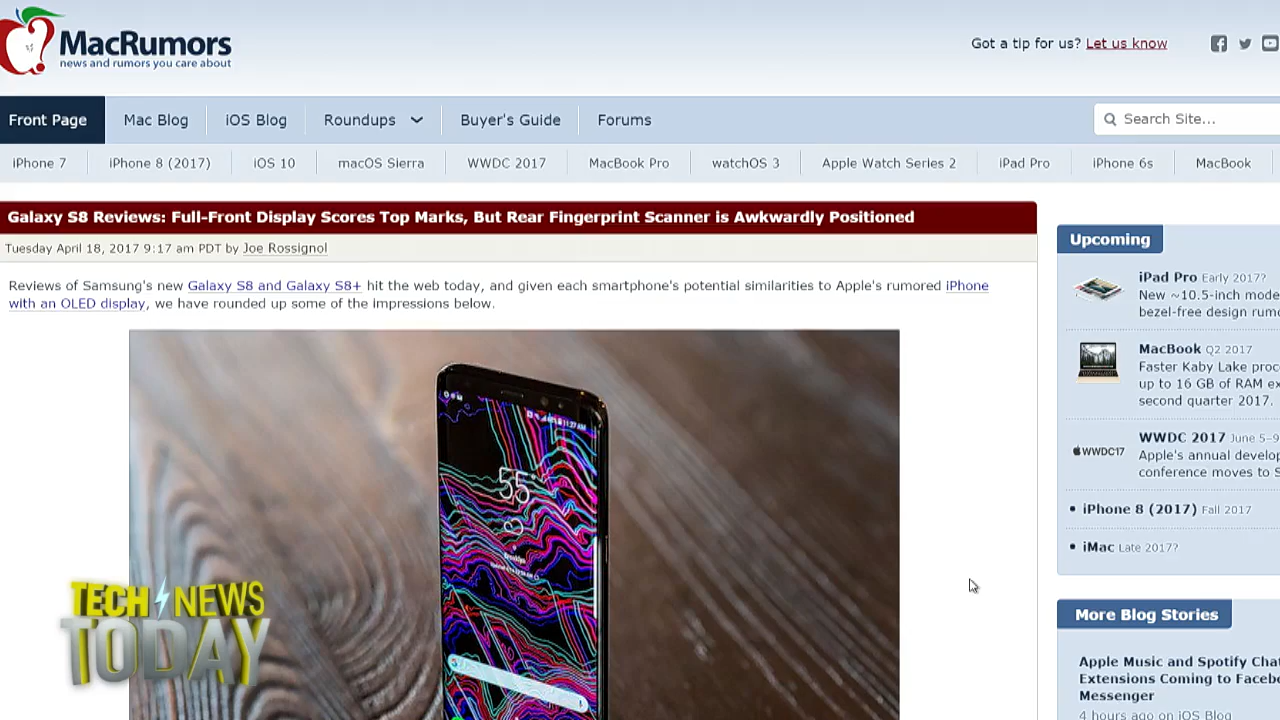 MacRumors
news and rumors you care about
Got a tip for us? Let us know
Front Page
Mac Blog
iOS Blog
Roundups
Buyer's Guide
Forums
Search Site...
iPhone 7
iPhone 8 (2017)
iOS 10
macOS Sierra
WWDC 2017
MacBook Pro
watchOS 3
Apple Watch Series 2
iPad Pro
iPhone 6s
MacBook
Galaxy S8 Reviews: Full-Front Display Scores Top Marks, But Rear Fingerprint Scanner is Awkwardly Positioned
Tuesday April 18, 2017 9:17 am PDT by Joe Rossignol
Reviews of Samsung's new Galaxy S8 and Galaxy S8+ hit the web today, and given each smartphone's potential similarities to Apple's rumored iPhone
with an OLED display, we have rounded up some of the impressions below.
11:27 AM
55°
Brooklyn
TECH NEWS
TODAY
Upcoming
iPad Pro Early 2017?
New ~10.5-inch mode
bezel-free design rumo
MacBook Q2 2017
Faster Kaby Lake proc
up to 16 GB of RAM ex
second quarter 2017.
WWDC17
WWDC 2017 June 5-9
Apple's annual develop
conference moves to S
• iPhone 8 (2017) Fall 2017
• iMac Late 2017?
More Blog Stories
Apple Music and Spotify Chat
Extensions Coming to Facebo
Messenger
4 hours ago on iOS Blog